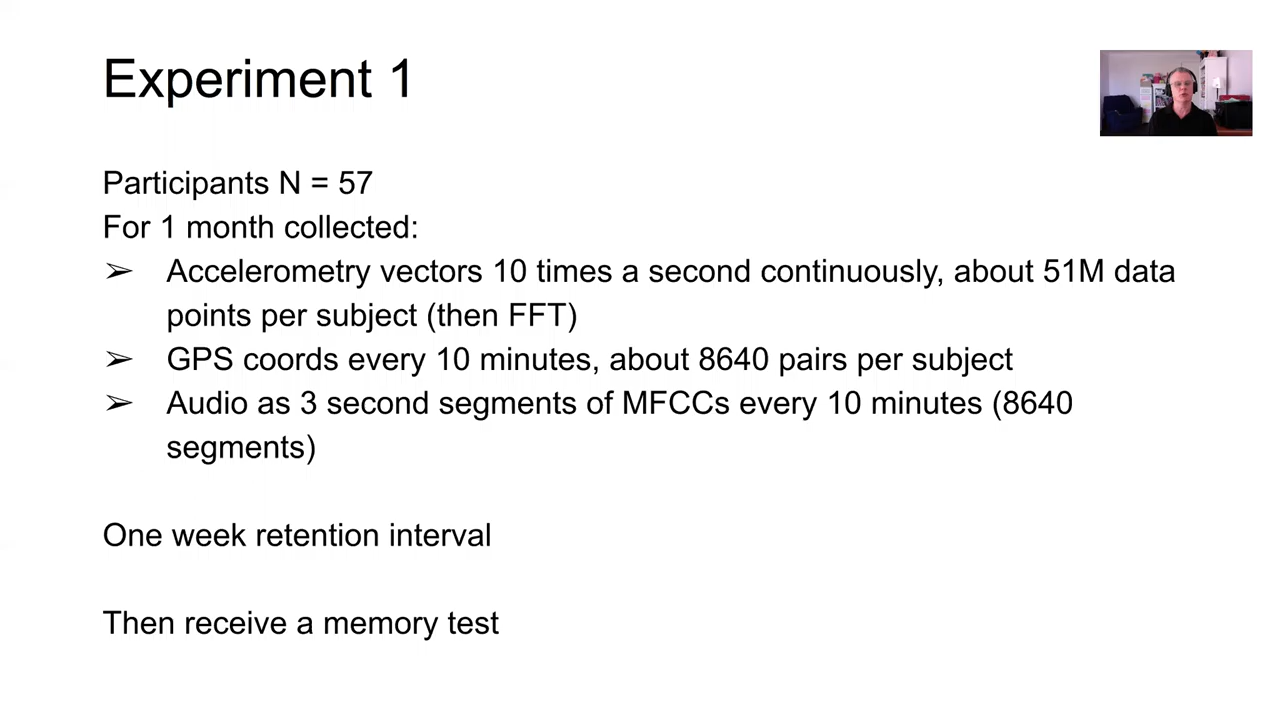 Experiment 1
Participants N = 57
For 1 month collected:
➢ Accelerometry vectors 10 times a second continuously, about 51M data
points per subject (then FFT)
➢ GPS coords every 10 minutes, about 8640 pairs per subject
➢ Audio as 3 second segments of MFCCs every 10 minutes (8640
segments)
One week retention interval
Then receive a memory test